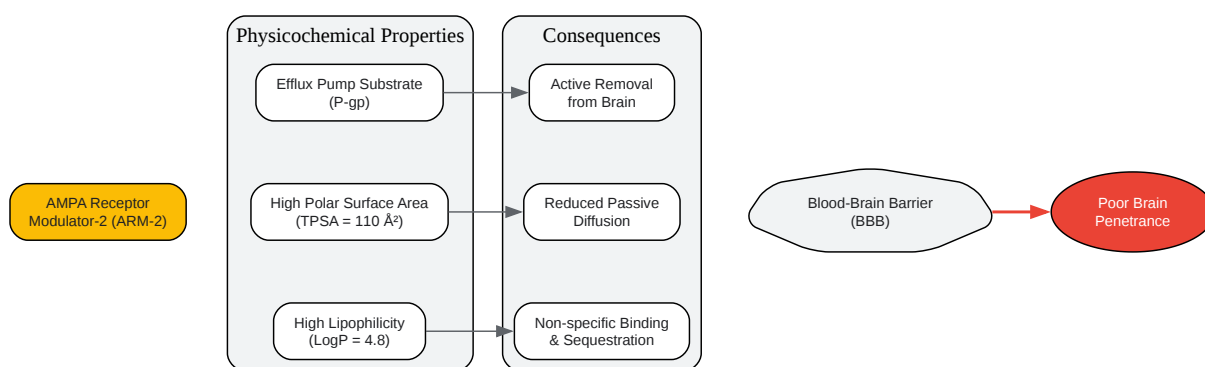 Physicochemical Properties
Consequences
Efflux Pump Substrate
(P-gp)
Active Removal
from Brain
AMPA Receptor
Modulator-2 (ARM-2)
High Polar Surface Area
(TPSA = 110 Å²)
Reduced Passive
Diffusion
Blood-Brain Barrier
(BBB)
Poor Brain
Penetrance
High Lipophilicity
(LogP = 4.8)
Non-specific Binding
& Sequestration